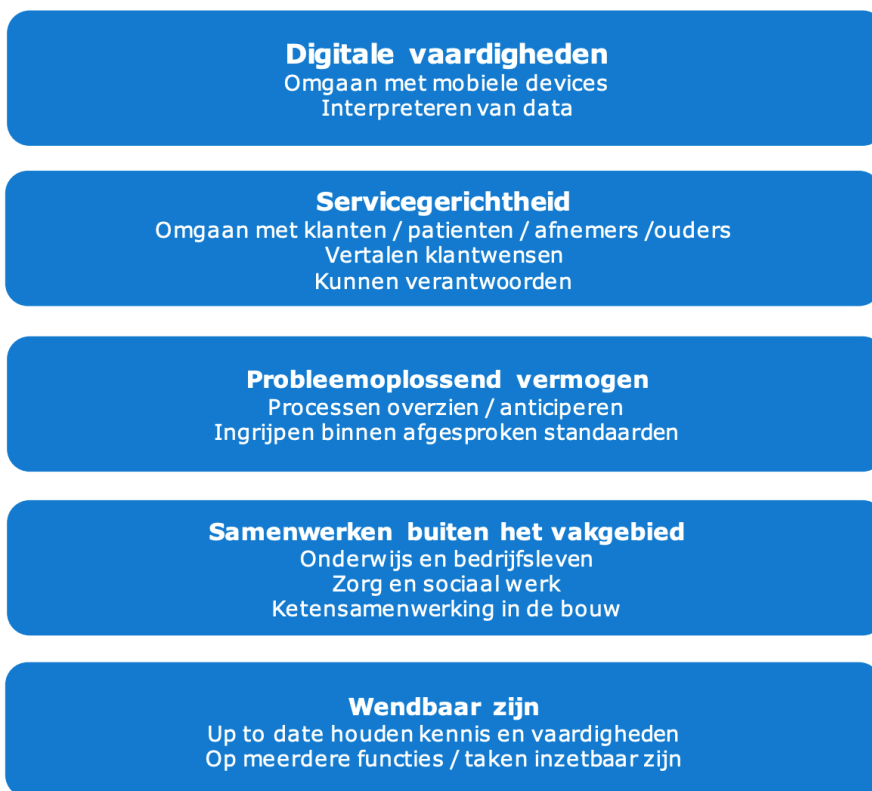 Digitale vaardigheden
Omgaan met mobiele devices
Interpreteren van data
Servicegerichtheid
Omgaan met klanten / patienten / afnemers /ouders
Vertalen klantwensen
Kunnen verantwoorden
Probleemoplossend vermogen
Processen overzien / anticiperen
Ingrijpen binnen afgesproken standaarden
Samenwerken buiten het vakgebied
Onderwijs en bedrijfsleven
Zorg en sociaal werk
Ketensamenwerking in de bouw
Wendbaar zijn
Up to date houden kennis en vaardigheden
Op meerdere functies / taken inzetbaar zijn